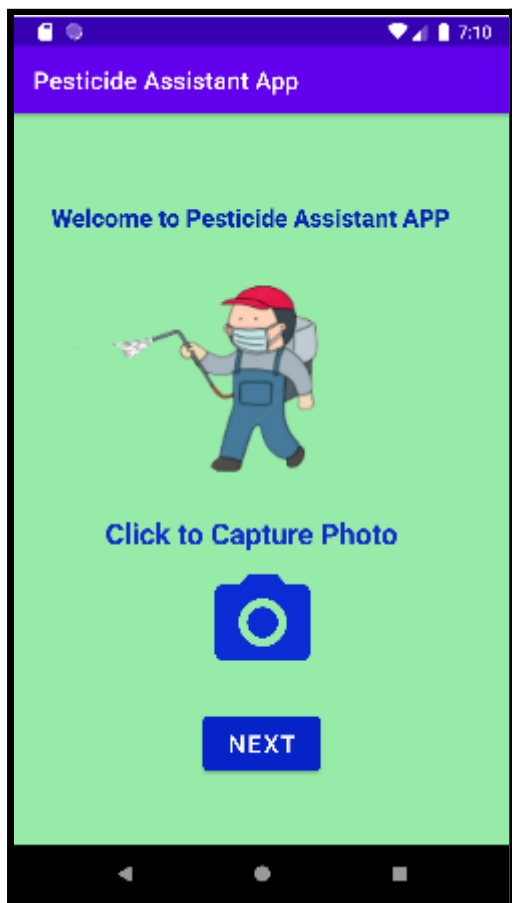 7:10
Pesticide Assistant App
Welcome to Pesticide Assistant APP
Click to Capture Photo
NEXT